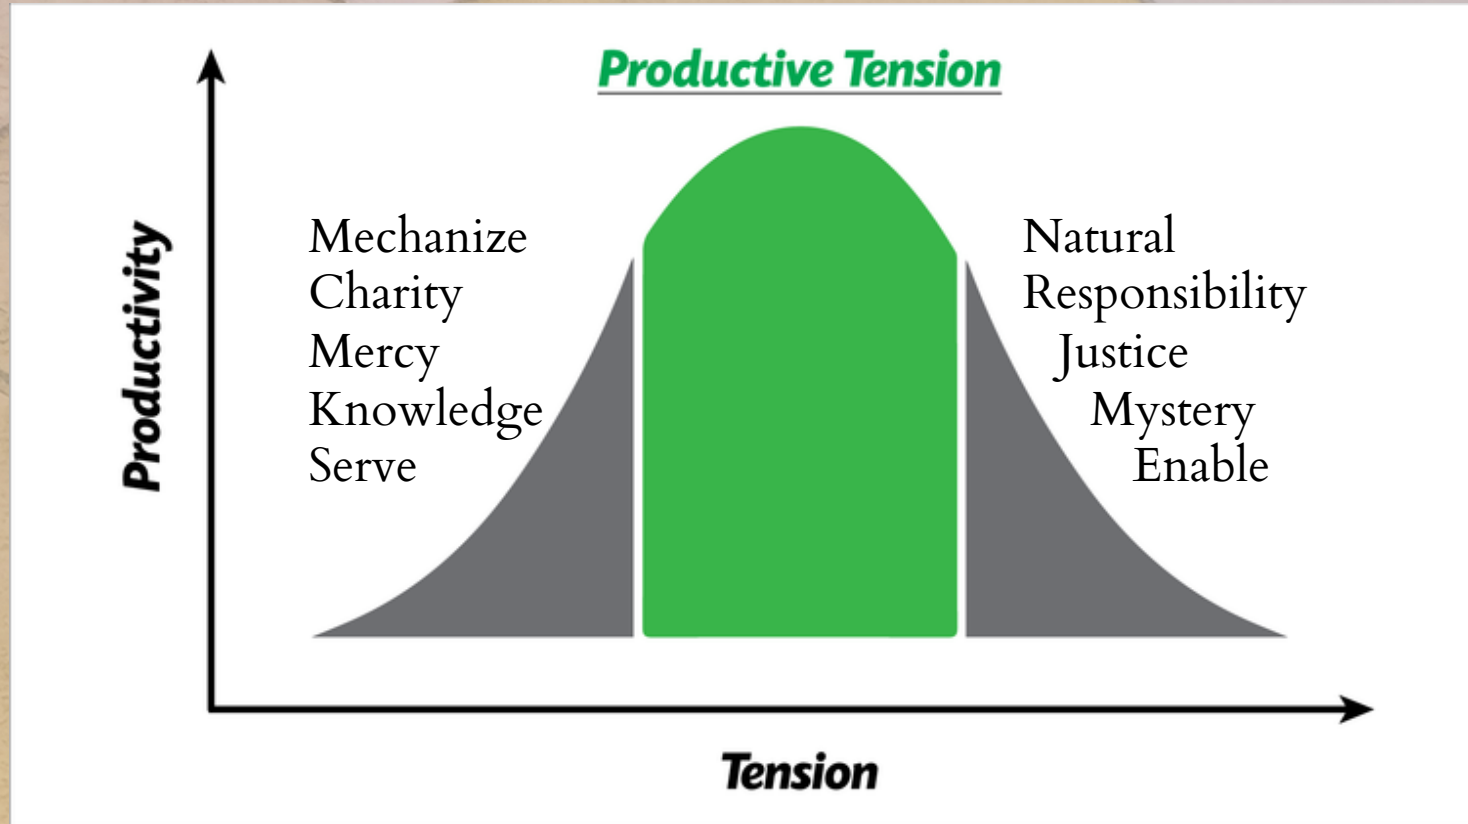 Productive Tension
Productivity
Mechanize
Charity
Mercy
Knowledge
Serve
Natural
Responsibility
Justice
Mystery
Enable
Tension